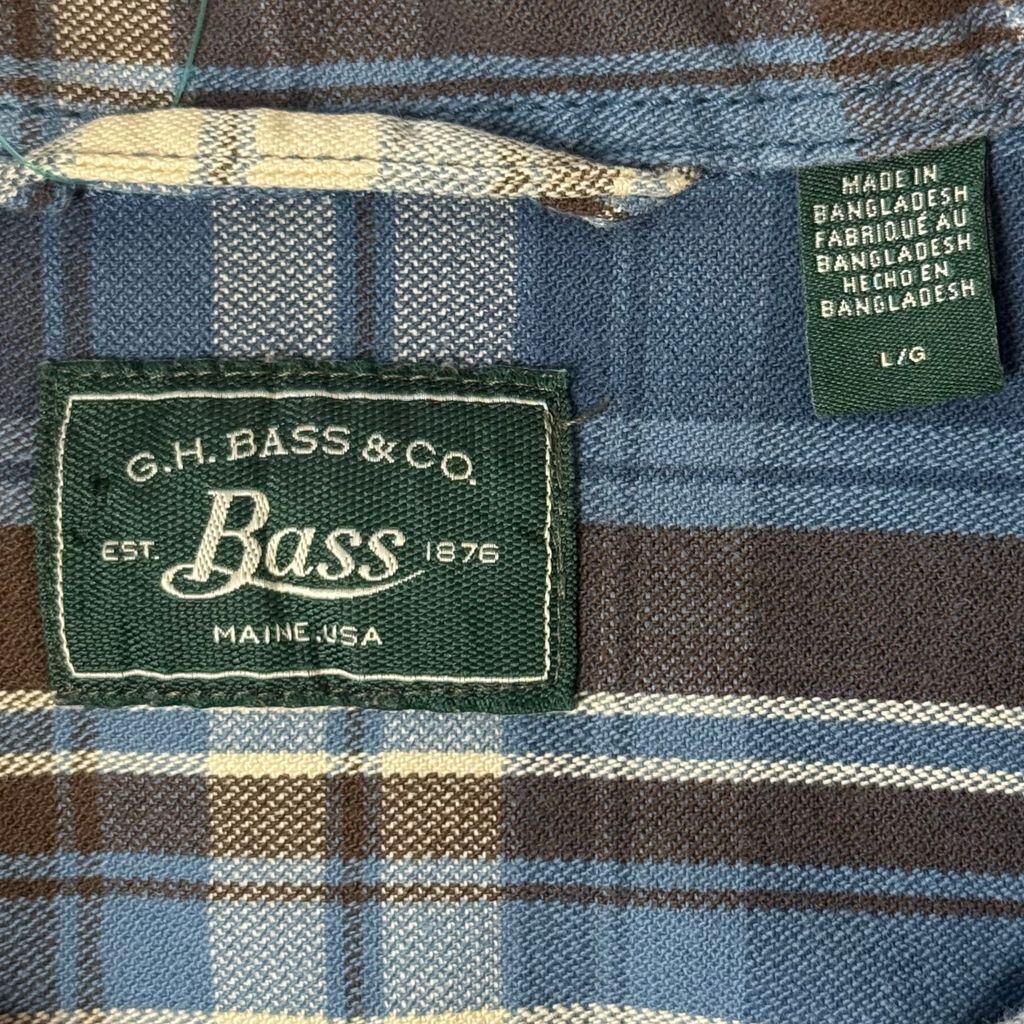 MADE IN
BANGLADESH
FABRIQUÉ AU
BANGLADESH
HECHO EN
BANGLADESH
L/G
G.H. BASS & CO.
EST. Bass 1876
MAINE.USA